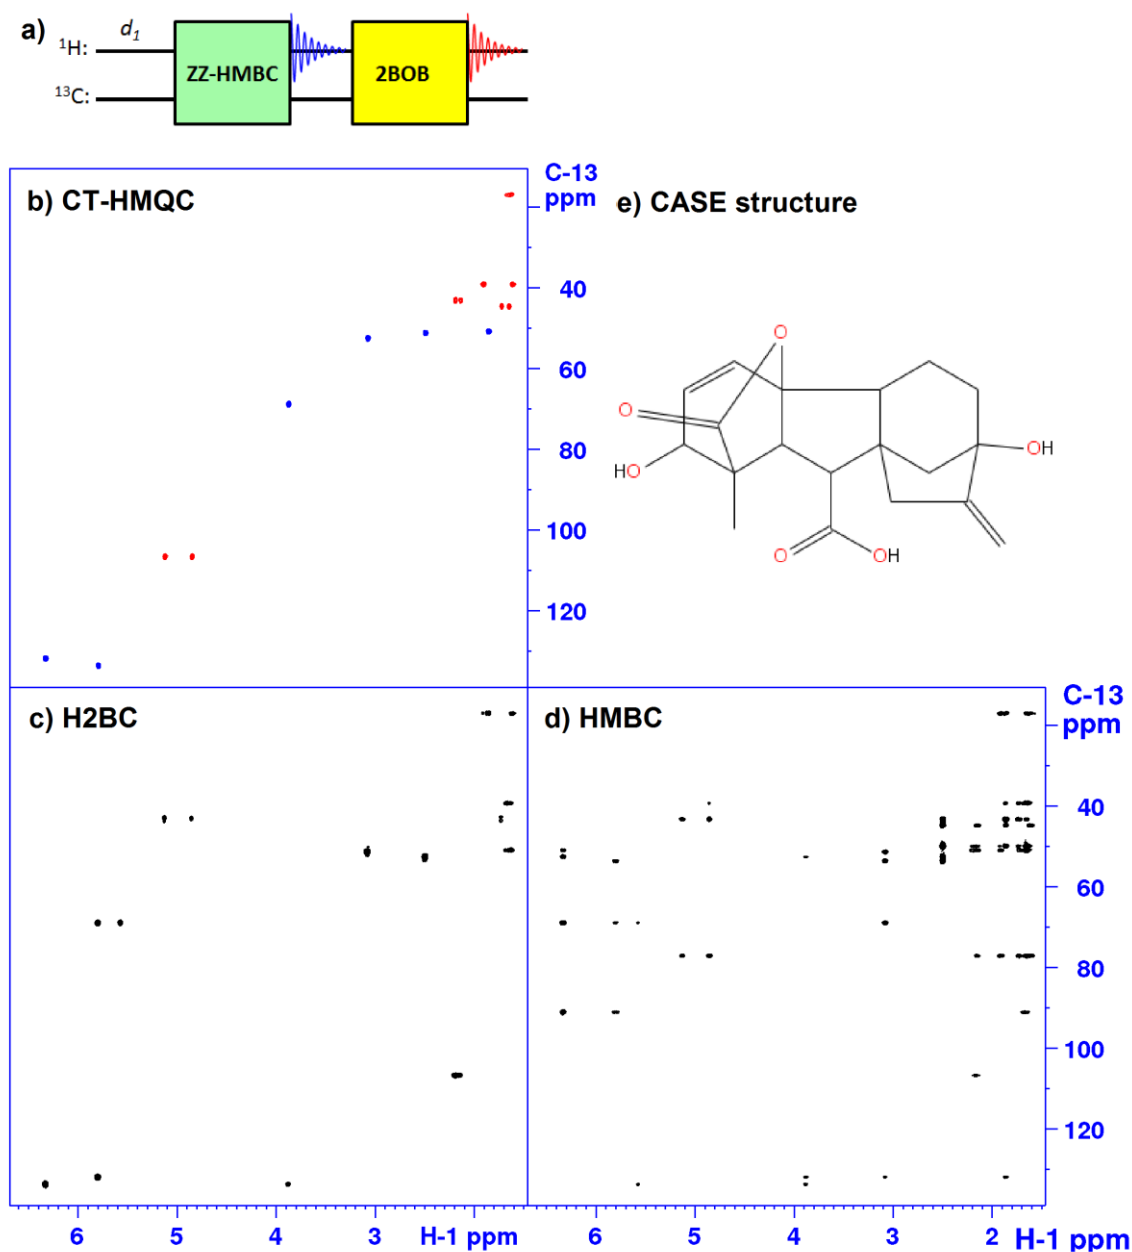 a)
¹H:
d₁
ZZ-HMBC
2BOB
¹³C:
b) CT-HMQC
C-13
ppm
40
60
80
100
120
e) CASE structure
O
O
HO
OH
O
OH
c) H2BC
6
5
4
3
H-1 ppm
d) HMBC
C-13
ppm
40
60
80
100
120
6
5
4
3
2
H-1 ppm